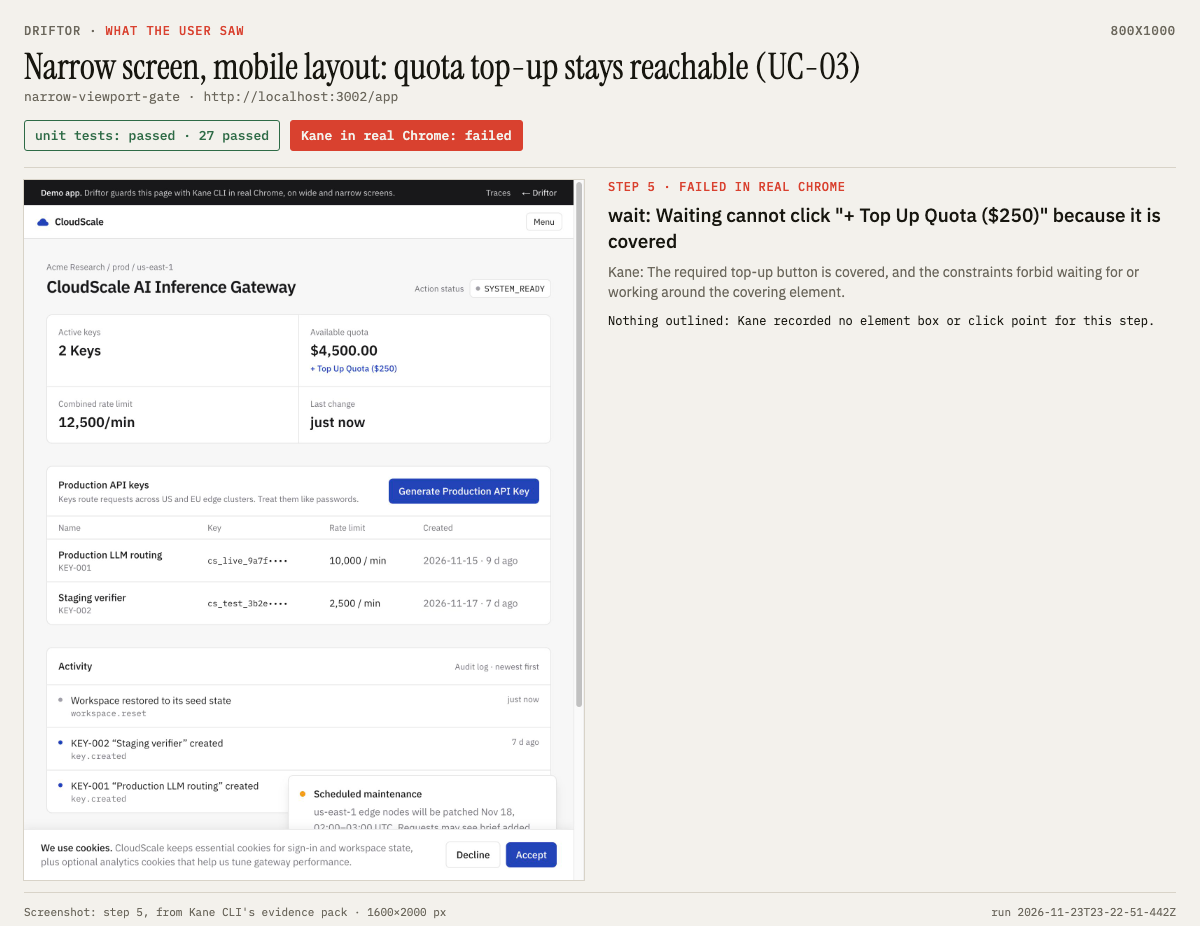 DRIFTOR · WHAT THE USER SAW
800X1000
Narrow screen, mobile layout: quota top-up stays reachable (UC-03)
narrow-viewport-gate · http://localhost:3002/app
unit tests: passed · 27 passed
Kane in real Chrome: failed
Demo app. Driftor guards this page with Kane CLI in real Chrome, on wide and narrow screens.
Traces
← Driftor
CloudScale
Menu
Acme Research / prod / us-east-1
CloudScale AI Inference Gateway
Action status
SYSTEM_READY
Active keys
2 Keys
Available quota
$4,500.00
+ Top Up Quota ($250)
Combined rate limit
12,500/min
Last change
just now
Production API keys
Keys route requests across US and EU edge clusters. Treat them like passwords.
Generate Production API Key
Name Key Rate limit Created
Production LLM routing
KEY-001
cs_live_9a7f•••• 10,000 / min 2026-11-15 · 9 d ago
Staging verifier
KEY-002
cs_test_3b2e•••• 2,500 / min 2026-11-17 · 7 d ago
Activity
Audit log · newest first
Workspace restored to its seed state
workspace.reset
just now
KEY-002 “Staging verifier” created
key.created
7 d ago
KEY-001 “Production LLM routing” created
key.created
Scheduled maintenance
us-east-1 edge nodes will be patched Nov 18,
02:00–03:00 UTC. Requests may see brief added
We use cookies. CloudScale keeps essential cookies for sign-in and workspace state,
plus optional analytics cookies that help us tune gateway performance.
Decline
Accept
STEP 5 · FAILED IN REAL CHROME
wait: Waiting cannot click "+ Top Up Quota ($250)" because it is
covered
Kane: The required top-up button is covered, and the constraints forbid waiting for or
working around the covering element.
Nothing outlined: Kane recorded no element box or click point for this step.
Screenshot: step 5, from Kane CLI's evidence pack · 1600×2000 px
run 2026-11-23T23-22-51-442Z